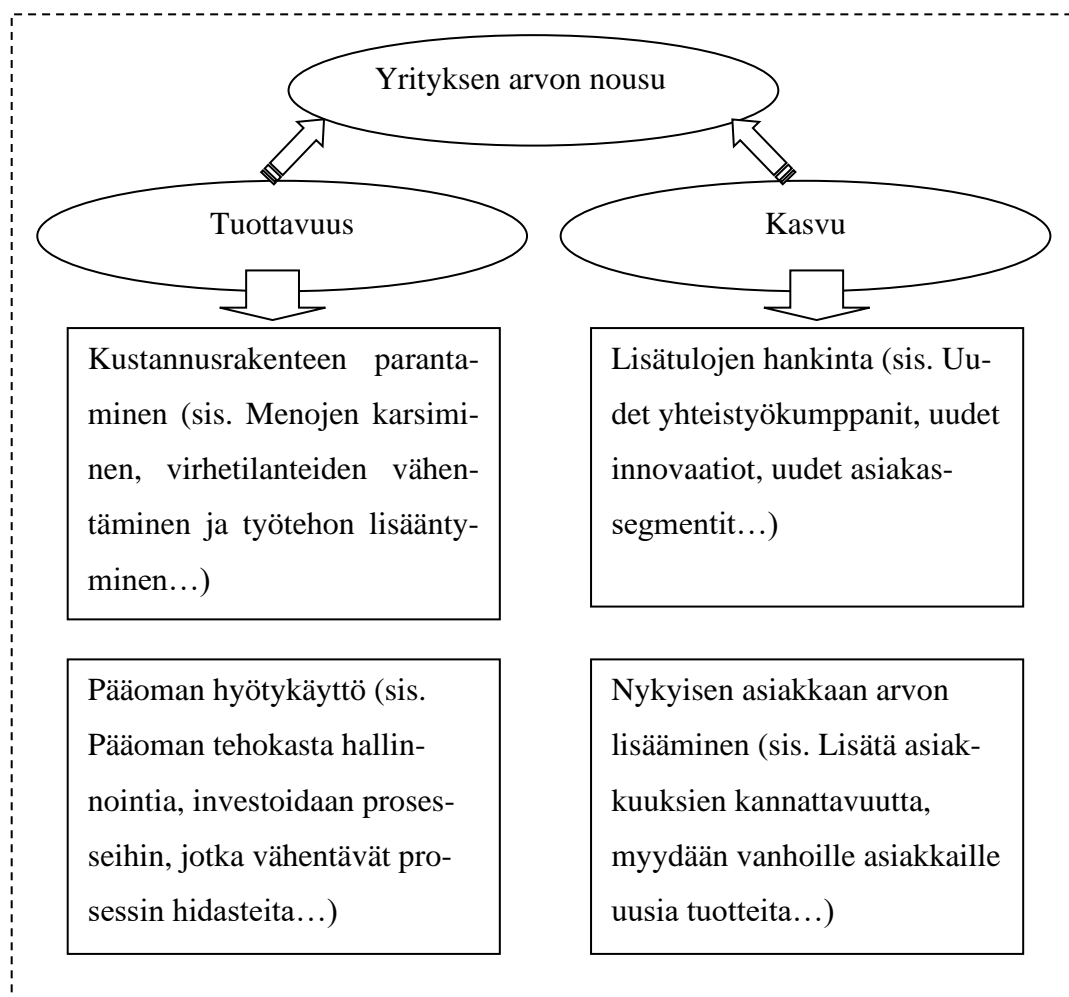 Yrityksen arvon nousu
Tuottavuus
Kasvu
Kustannusrakenteen paranta-
minen (sis. Menojen karsimi-
nen, virhetilanteiden vähen-
täminen ja työtehon lisäänty-
minen…)
Lisätulojen hankinta (sis. Uu-
det yhteistyökumppanit, uudet
innovaatiot, uudet asiakas-
segmentit…)
Pääoman hyötykäyttö (sis.
Pääoman tehokasta hallin-
nointia, investoidaan proses-
seihin, jotka vähentävät pro-
sessin hidasteita…)
Nykyisen asiakkaan arvon
lisääminen (sis. Lisätä asiak-
kuuksien kannattavuutta,
myydään vanhoille asiakkaille
uusia tuotteita…)